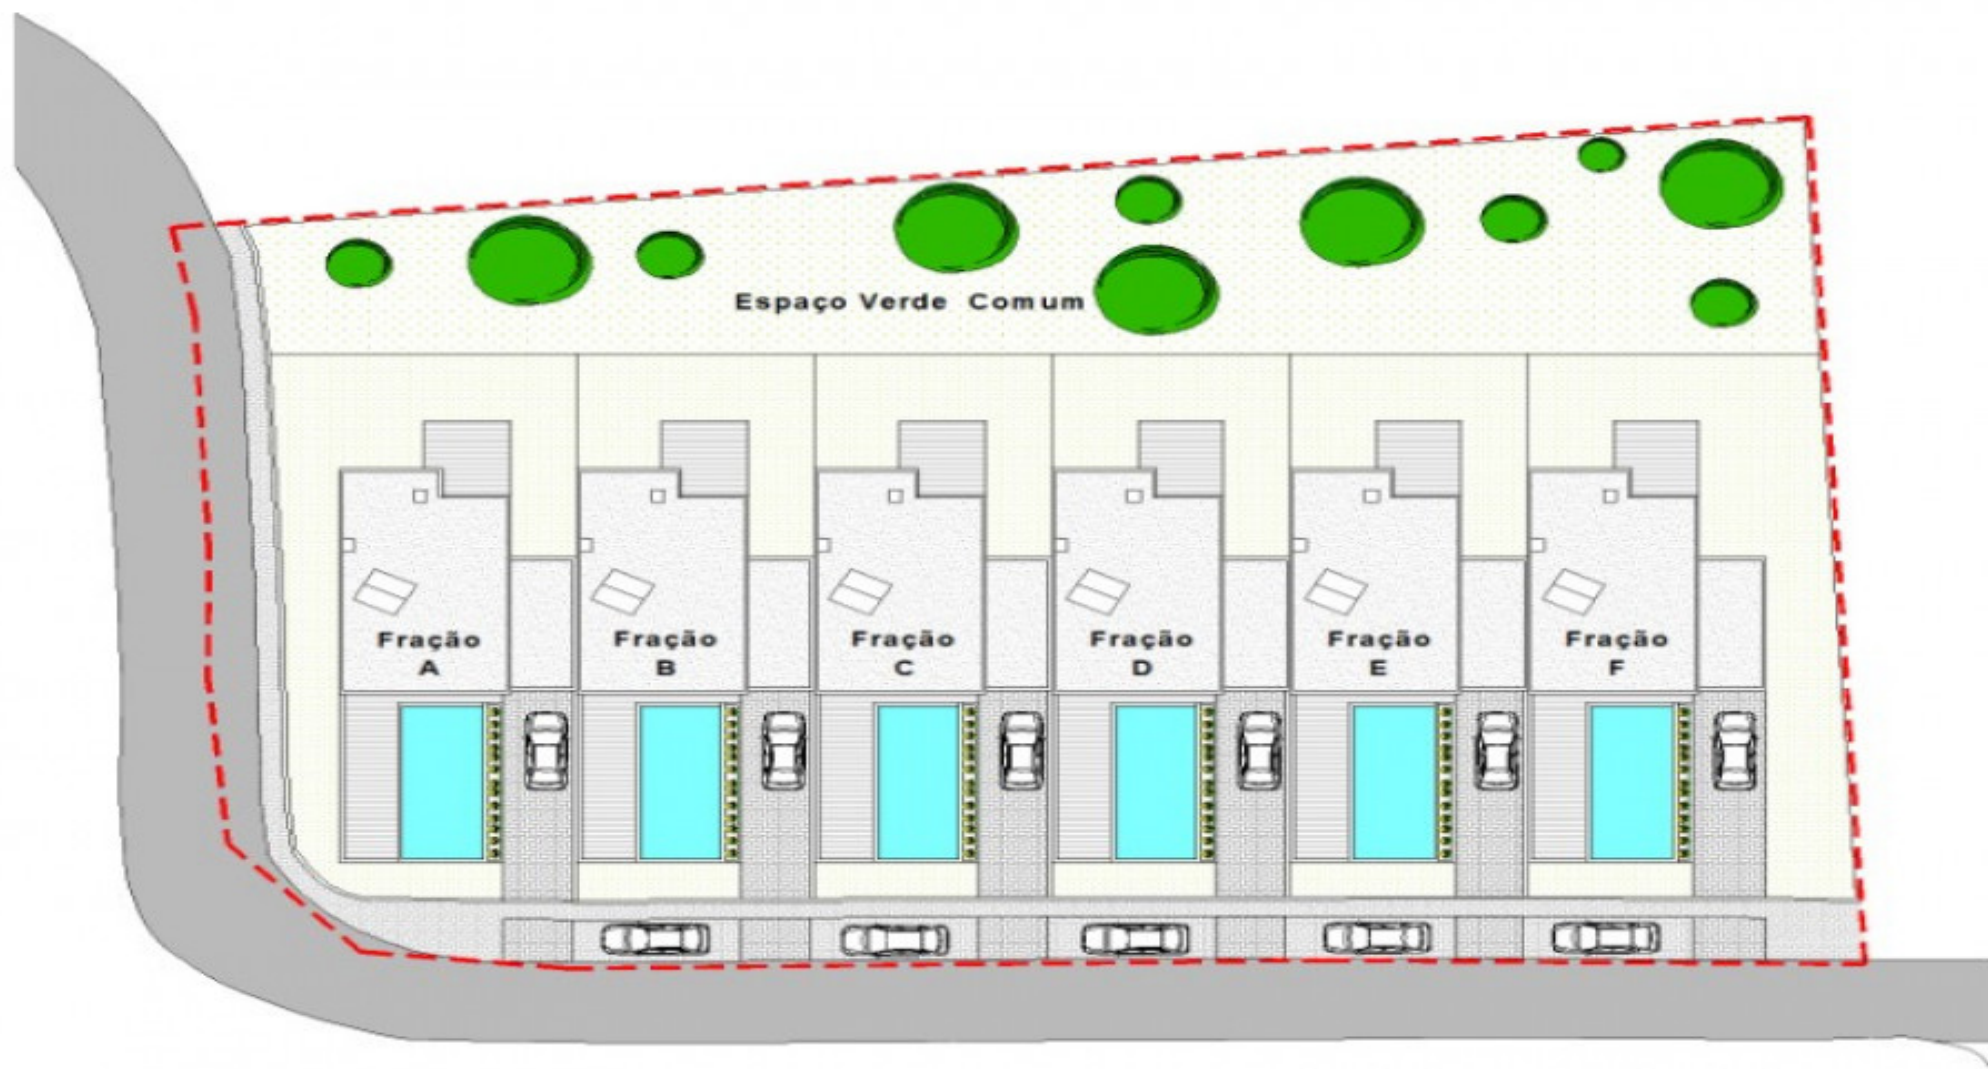 Espaço Verde Comum
Fração
A
Fração
B
Fração
C
Fração
D
Fração
E
Fração
F